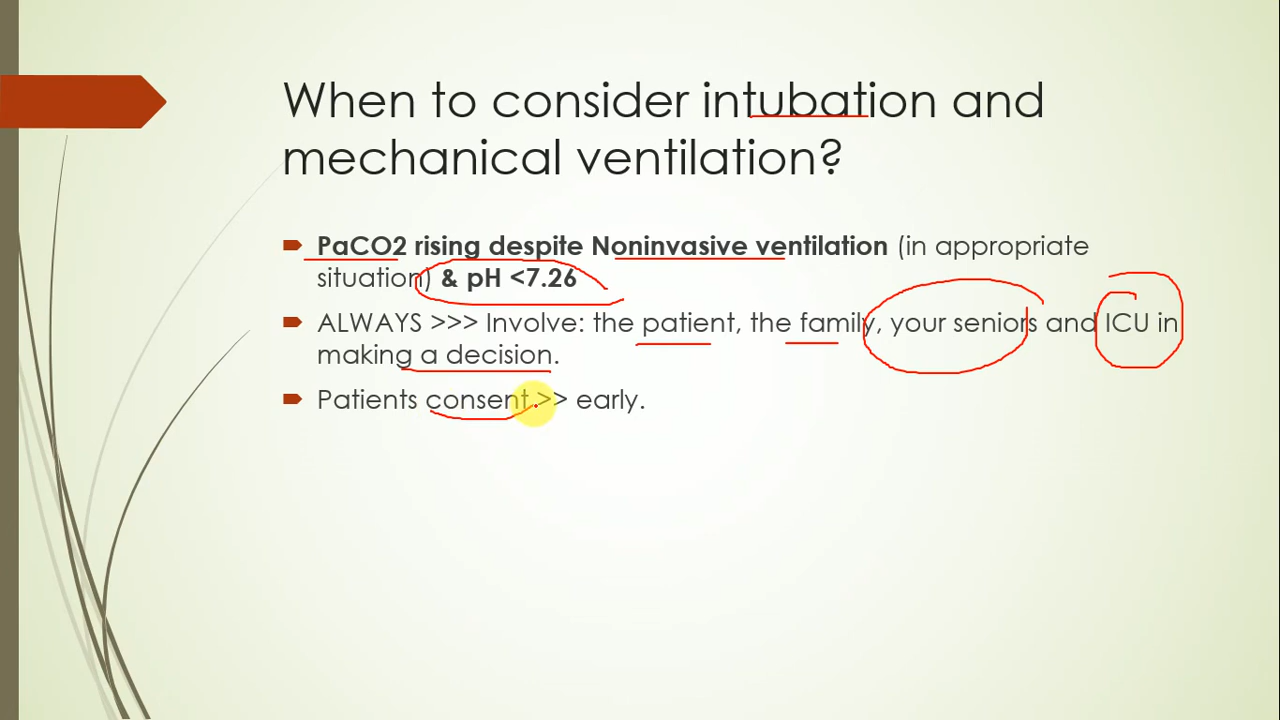 When to consider intubation and
mechanical ventilation?
PaCO2 rising despite Noninvasive ventilation (in appropriate
situation) & pH <7.26
ALWAYS >>> Involve: the patient, the family, your seniors and ICU in
making a decision.
Patients consent >> early.